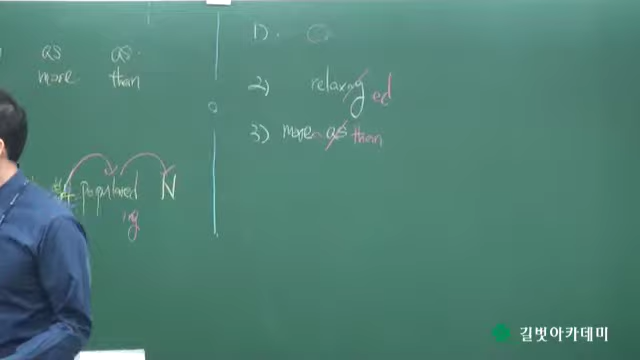 as as
more than
populated N
ing
1).
2) relaxing ed
3) more as than
길벗아카데미